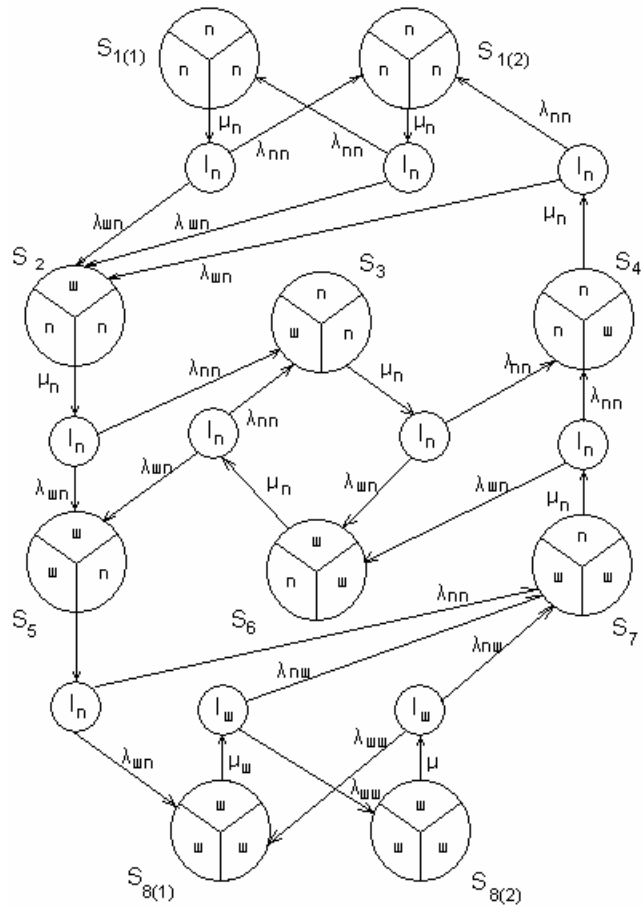 S1(1)
n
n n
n
n n
S1(2)
μn μn
λnn
In
λnn λnn
In
In
λшn λшn
μn
λшn
S2
ш
n n
S3
n
ш n
S4
n
n ш
μn
λnn
μn
λnn
λnn
In
In
λnn
In
In
λшn
λшn
μn
λшn
λшn
μn
ш
ш n
ш
n ш
n
ш ш
S5
S6
λnn
S7
λnш
λnш
In
Iш
Iш
λшn
μш
λшш
λшш
μ
ш
ш ш
ш
ш ш
S8(1)
S8(2)